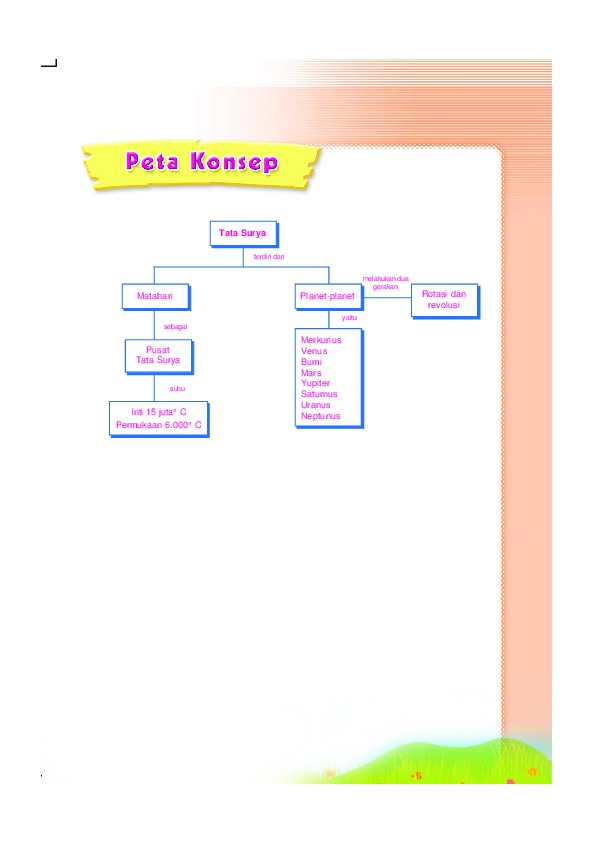 Peta Konsep
Tata Surya
terdiri dari
Matahari
Planet-planet
melakukan dua
gerakan
Rotasi dan
revolusi
sebagai
yaitu
Pusat
Tata Surya
Merkurius
Venus
Bumi
Mars
Yupiter
Saturnus
Uranus
Neptunus
suhu
Inti 15 juta° C
Permukaan 6.000° C